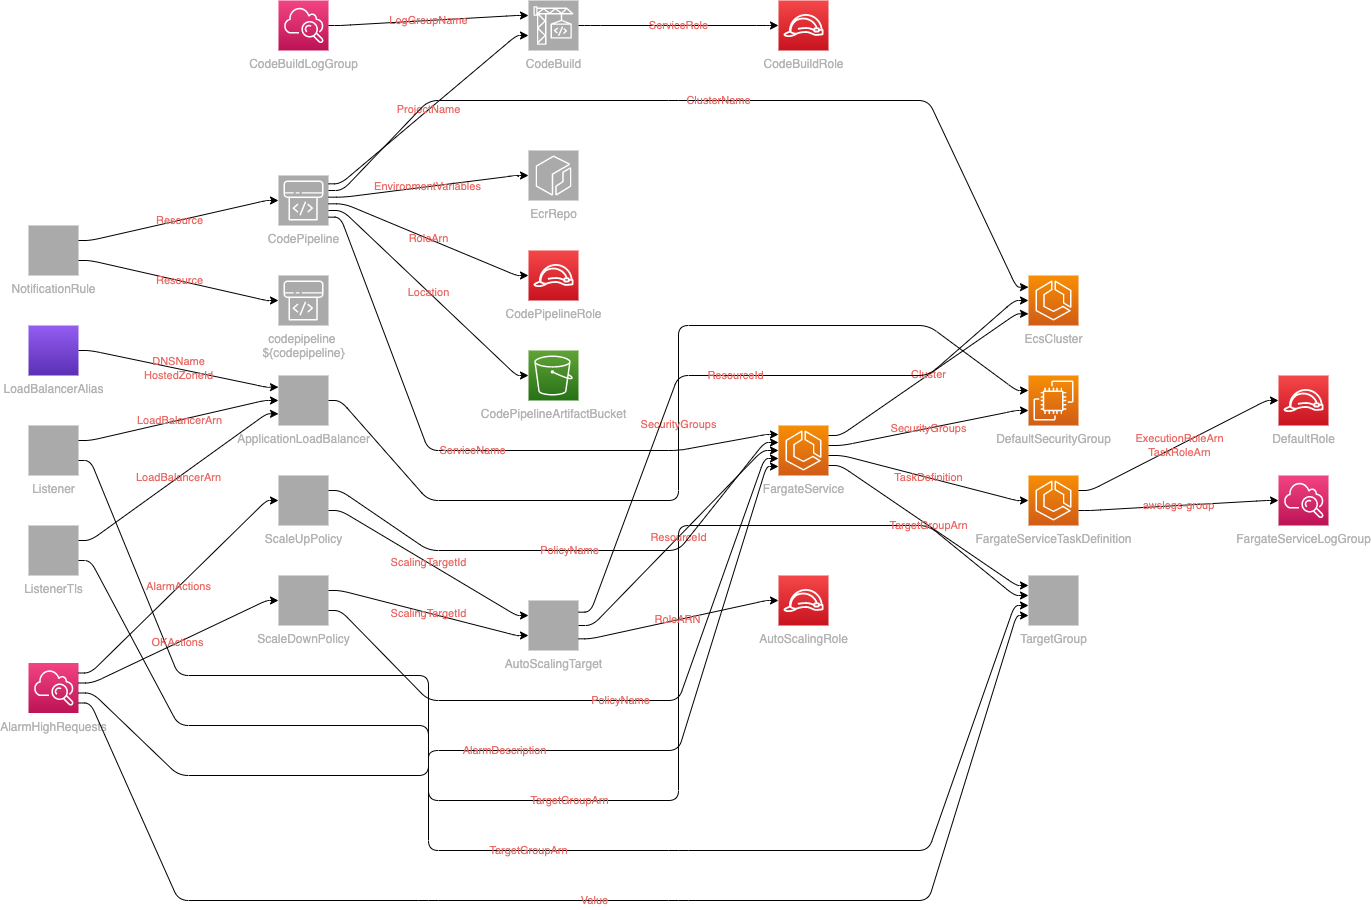 LogGroupName
ServiceRole
CodeBuildLogGroup
CodeBuild
CodeBuildRole
ClusterName
ProjectName
EnvironmentVariables
EcrRepo
Resource
CodePipeline
RoleArn
Resource
NotificationRule
Location
CodePipelineRole
codepipeline
${codepipeline}
EcsCluster
DNSName
HostedZoneId
LoadBalancerAlias
ResourceId
Cluster
CodePipelineArtifactBucket
LoadBalancerArn
ApplicationLoadBalancer
SecurityGroups
SecurityGroups
DefaultSecurityGroup
ExecutionRoleArn
TaskRoleArn
DefaultRole
ServiceName
LoadBalancerArn
Listener
FargateService
TaskDefinition
awslogs-group
TargetGroupArn
ScaleUpPolicy
ResourceId
FargateServiceTaskDefinition
FargateServiceLogGroup
PolicyName
ScalingTargetId
ListenerTls
AlarmActions
ScalingTargetId
RoleARN
OKActions
ScaleDownPolicy
AutoScalingRole
TargetGroup
AutoScalingTarget
PolicyName
AlarmHighRequests
AlarmDescription
TargetGroupArn
TargetGroupArn
Value